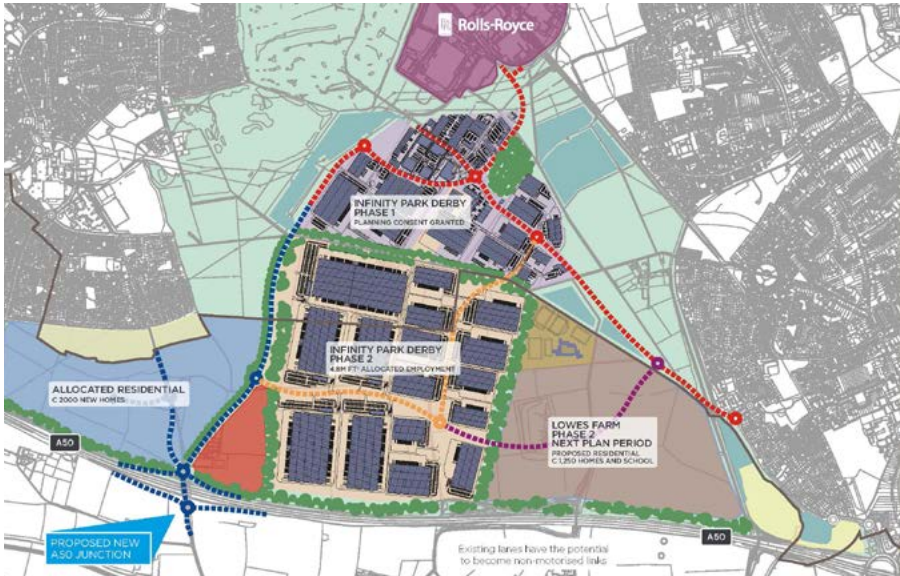 Rolls-Royce
INFINITY PARK DERBY
PHASE 1
PLANNING CONSENT GRANTED
INFINITY PARK DERBY
PHASE 2
4.8M FT² ALLOCATED EMPLOYMENT
ALLOCATED RESIDENTIAL
C 2000 NEW HOMES
LOWES FARM
PHASE 2
NEXT PLAN PERIOD
PROPOSED RESIDENTIAL
C 1,250 HOMES AND SCHOOL
A50
A50
PROPOSED NEW
A50 JUNCTION
Existing lanes have the potential
to become non-motorised links